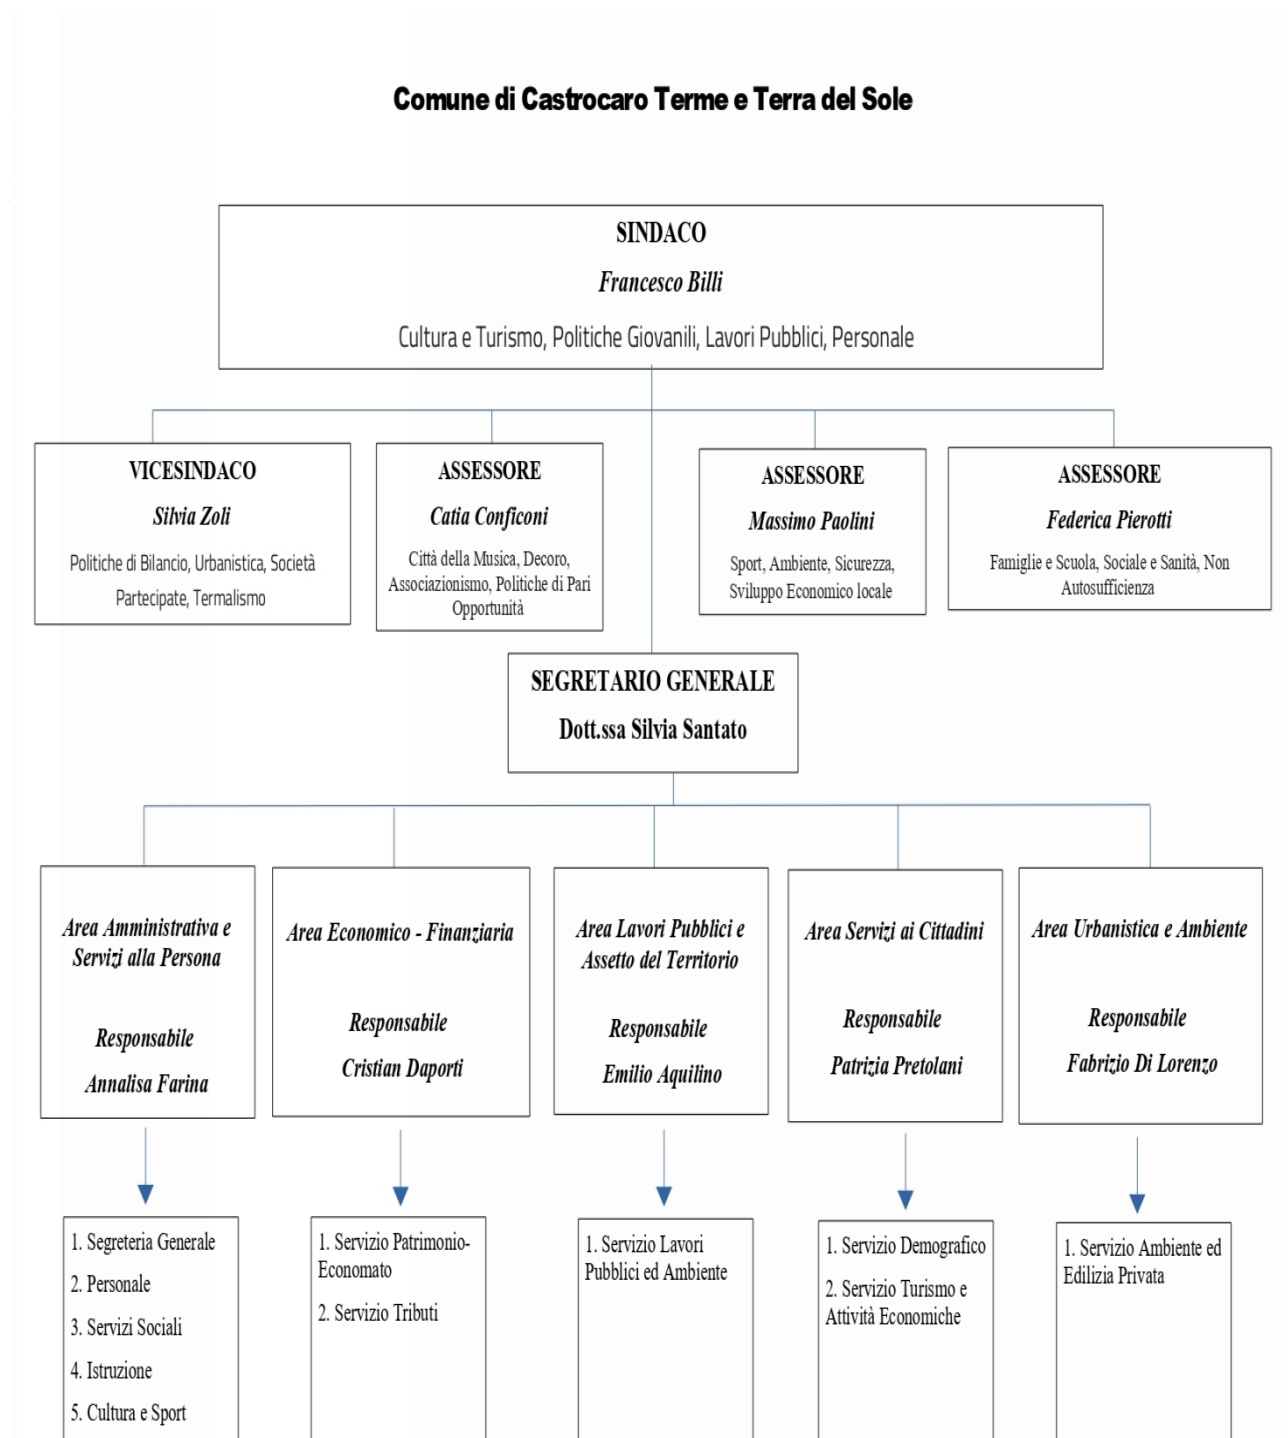 Comune di Castrocaro Terme e Terra del Sole
SINDACO
Francesco Billi
Cultura e Turismo, Politiche Giovanili, Lavori Pubblici, Personale
VICESINDACO
Silvia Zoli
Politiche di Bilancio, Urbanistica, Società
Partecipate, Termalismo
ASSESSORE
Catia Conficoni
Città della Musica, Decoro,
Associazionismo, Politiche di Pari
Opportunità
ASSESSORE
Massimo Paolini
Sport, Ambiente, Sicurezza,
Sviluppo Economico locale
ASSESSORE
Federica Pierotti
Famiglie e Scuola, Sociale e Sanità, Non
Autosufficienza
SEGRETARIO GENERALE
Dott.ssa Silvia Santato
Area Amministrativa e
Servizi alla Persona
Responsabile
Annalisa Farina
Area Economico - Finanziaria
Responsabile
Cristian Daporti
Area Lavori Pubblici e
Assetto del Territorio
Responsabile
Emilio Aquilino
Area Servizi ai Cittadini
Responsabile
Patrizia Pretolani
Area Urbanistica e Ambiente
Responsabile
Fabrizio Di Lorenzo
1. Segreteria Generale
2. Personale
3. Servizi Sociali
4. Istruzione
5. Cultura e Sport
1. Servizio Patrimonio-
Economato
2. Servizio Tributi
1. Servizio Lavori
Pubblici ed Ambiente
1. Servizio Demografico
2. Servizio Turismo e
Attività Economiche
1. Servizio Ambiente ed
Edilizia Privata